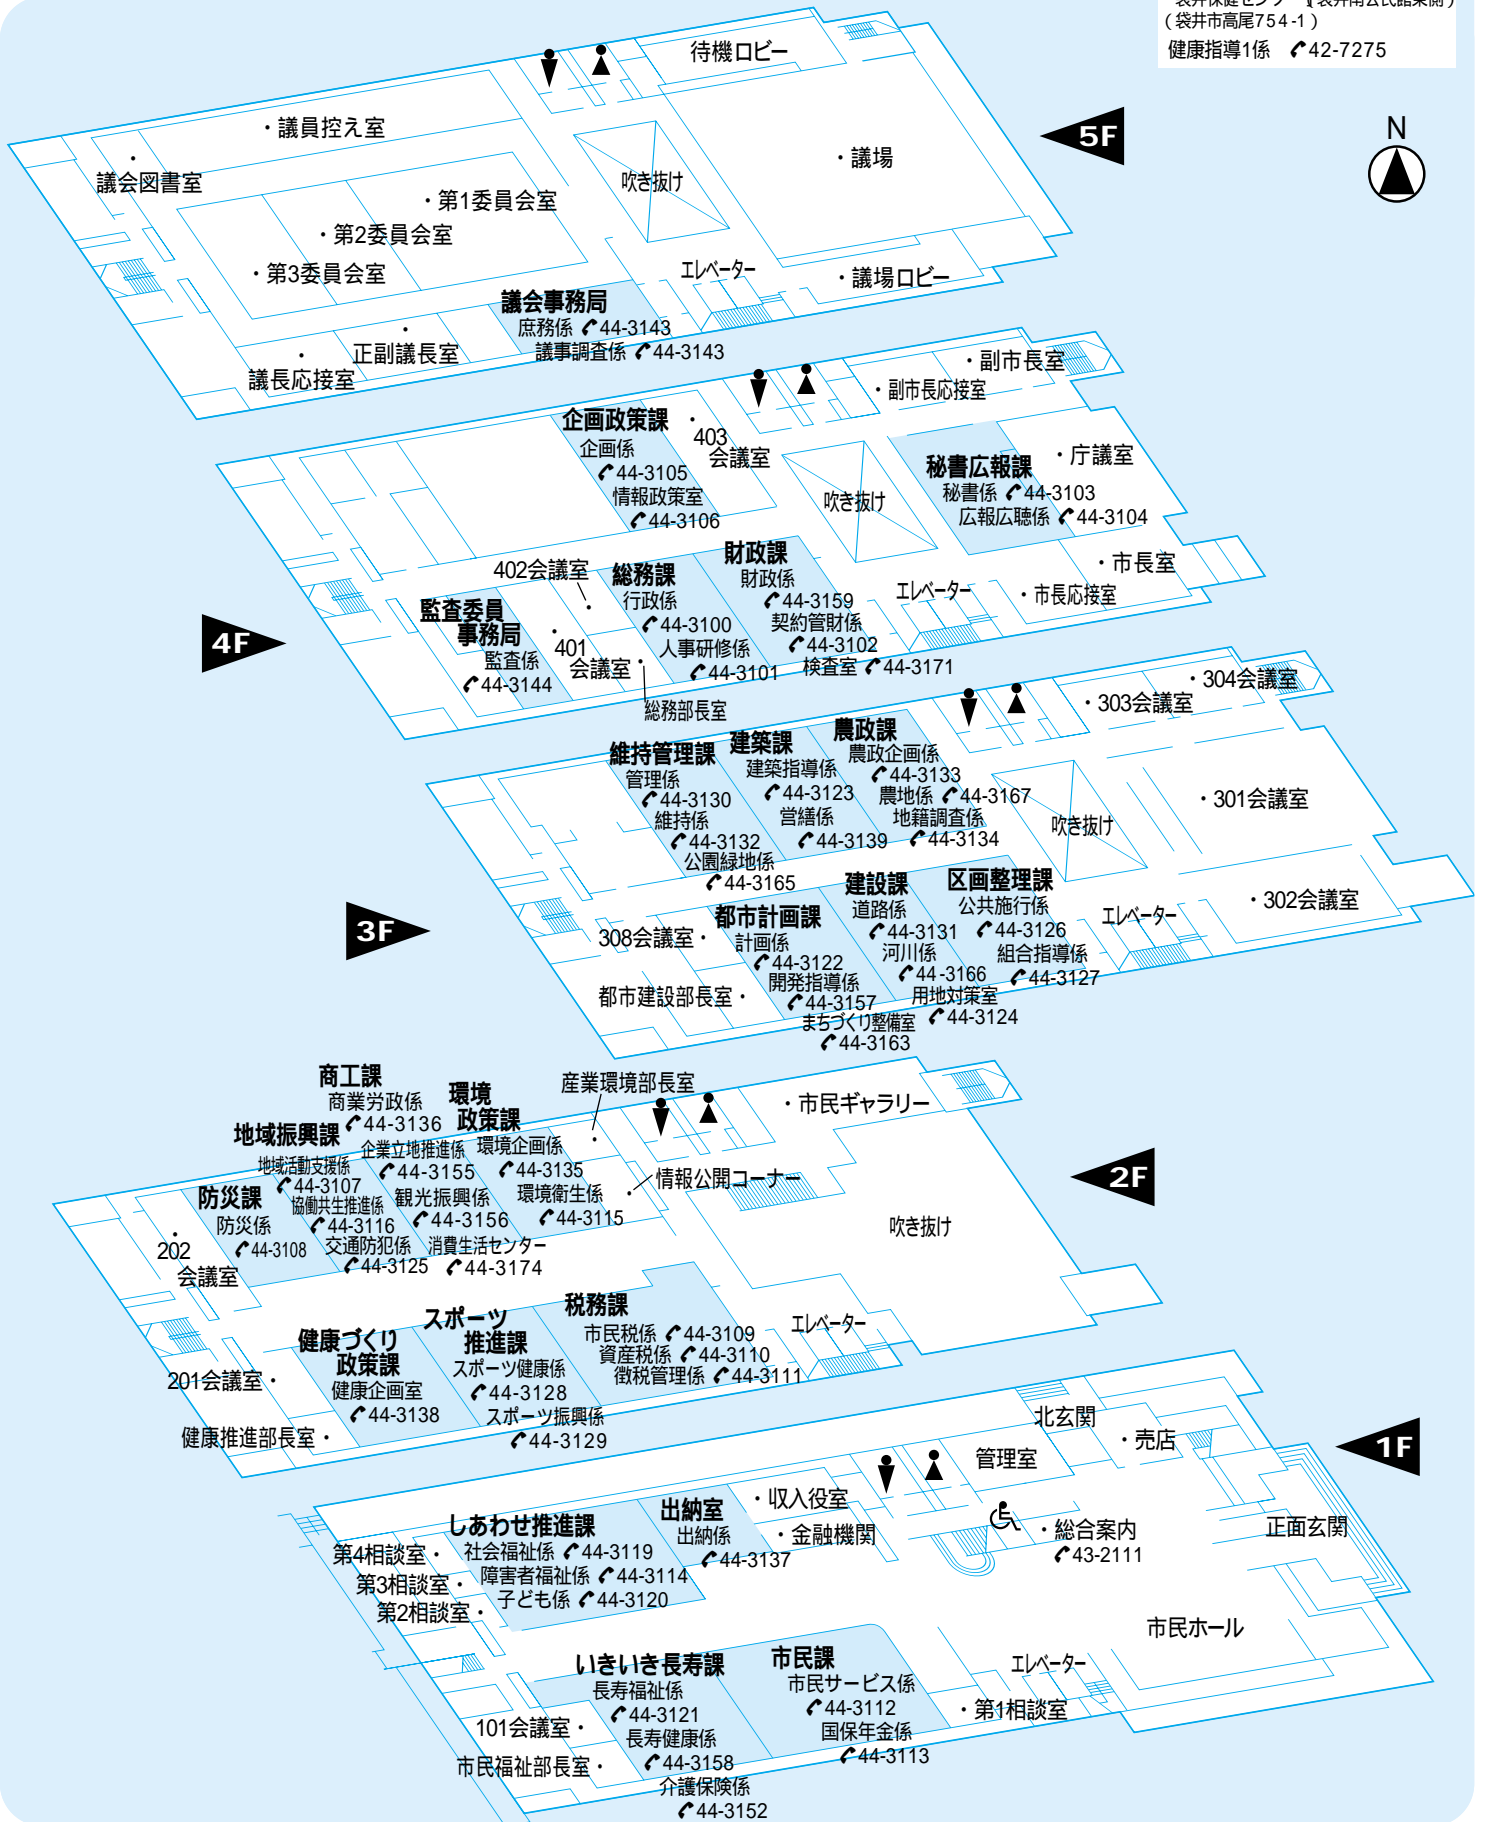 袋井保健センター（袋井南公民館東側）
（袋井市高尾754-1）
健康指導1係 42-7275
N
5F
待機ロビー
・議員控え室
・議場
議会図書室
吹き抜け
・第1委員会室
・第2委員会室
・第3委員会室
エレベーター
・議場ロビー
議会事務局
庶務係 44-3143
議事調査係 44-3143
正副議長室
議長応接室
4F
・副市長室
・副市長応接室
企画政策課
企画係
44-3105
情報政策室
44-3106
403
会議室
吹き抜け
秘書広報課
秘書係 44-3103
広報広聴係 44-3104
・庁議室
・市長室
・市長応接室
エレベーター
財政課
財政係
44-3159
契約管財係
44-3102
検査室 44-3171
総務課
行政係
44-3100
人事研修係
44-3101
402会議室
401
会議室
総務部長室
監査委員
事務局
監査係
44-3144
3F
・304会議室
・303会議室
維持管理課
管理係
44-3130
維持係
44-3132
公園緑地係
44-3165
建築課
建築指導係
44-3123
営繕係
44-3139
農政課
農政企画係
44-3133
農地係 44-3167
地籍調査係
44-3134
吹き抜け
・301会議室
・302会議室
エレベーター
308会議室・
都市建設部長室・
都市計画課
計画係
44-3122
開発指導係
44-3157
まちづくり整備室
44-3163
建設課
道路係
44-3131
河川係
44-3166
用地対策室
44-3124
区画整理課
公共施行係
44-3126
組合指導係
44-3127
2F
産業環境部長室
・市民ギャラリー
商工課
商業労政係
44-3136
企業立地推進係
44-3155
観光振興係
44-3156
消費生活センター
44-3174
環境
政策課
環境企画係
44-3135
環境衛生係
44-3115
情報公開コーナー
吹き抜け
地域振興課
地域活動支援係
44-3107
協働共生推進係
44-3116
交通防犯係
44-3125
防災課
防災係
44-3108
202
会議室
201会議室・
健康推進部長室・
健康づくり
政策課
健康企画室
44-3138
スポーツ
推進課
スポーツ健康係
44-3128
スポーツ振興係
44-3129
税務課
市民税係 44-3109
資産税係 44-3110
徴税管理係 44-3111
エレベーター
1F
北玄関
・売店
管理室
正面玄関
・総合案内
43-2111
・収入役室
・金融機関
出納室
出納係
44-3137
しあわせ推進課
社会福祉係 44-3119
障害者福祉係 44-3114
子ども係 44-3120
第4相談室・
第3相談室・
第2相談室・
市民ホール
エレベーター
・第1相談室
いきいき長寿課
長寿福祉係
44-3121
長寿健康係
44-3158
介護保険係
44-3152
市民課
市民サービス係
44-3112
国保年金係
44-3113
101会議室・
市民福祉部長室・